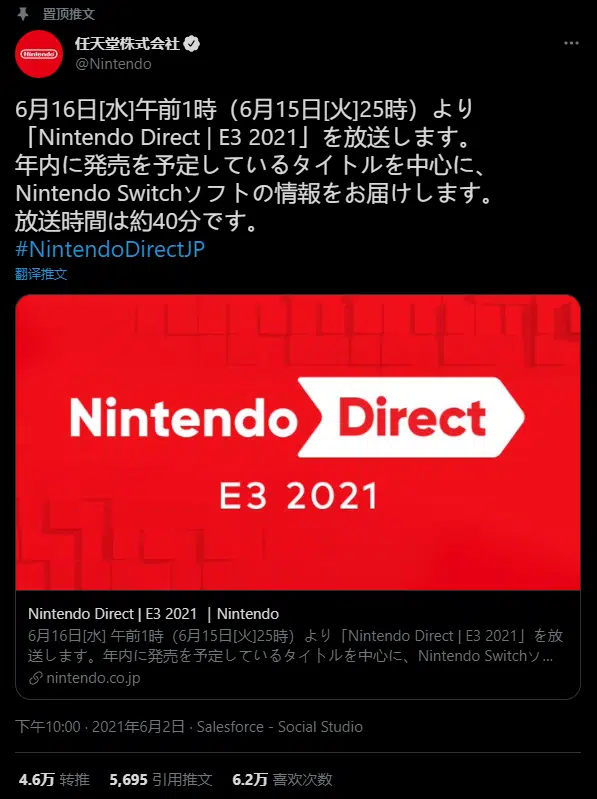 置顶推文
Nintendo
任天堂株式会社
@Nintendo
6月16日[水]午前1時（6月15日[火]25時）より
「Nintendo Direct | E3 2021」を放送します。
年内に発売を予定しているタイトルを中心に、
Nintendo Switchソフトの情報をお届けします。
放送時間は約40分です。
#NintendoDirectJP
翻译推文
Nintendo Direct
E3 2021
Nintendo Direct | E3 2021 ｜Nintendo
6月16日[水] 午前1時（6月15日[火]25時）より「Nintendo Direct | E3 2021」を放
送します。年内に発売を予定しているタイトルを中心に、Nintendo Switchソ...
nintendo.co.jp
下午10:00 · 2021年6月2日 · Salesforce - Social Studio
4.6万 转推 5,695 引用推文 6.2万 喜欢次数